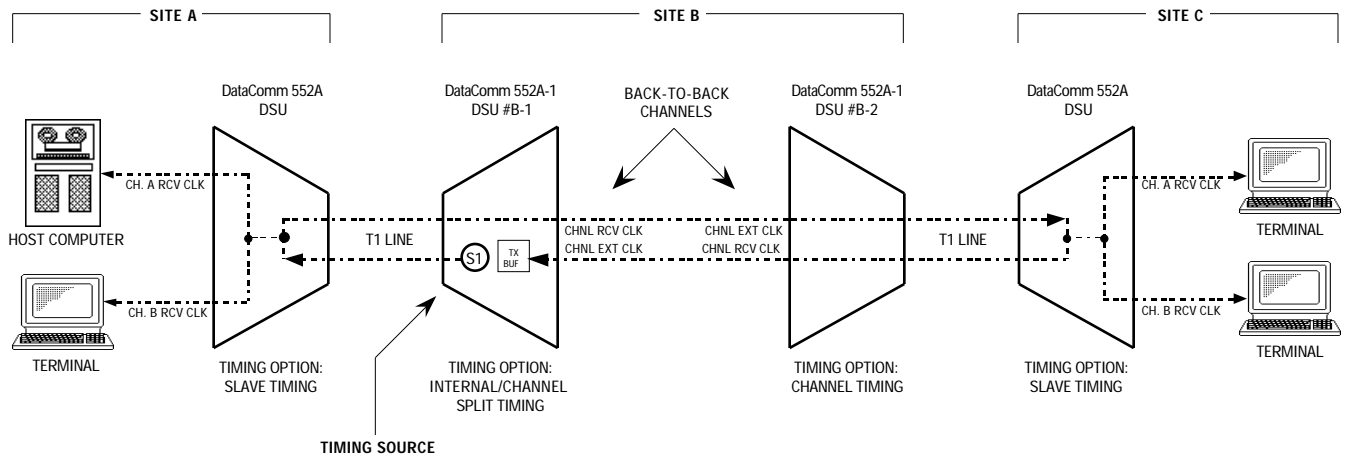 SITE A
SITE B
SITE C
DataComm 552A
DSU
DataComm 552A-1
DSU #B-1
BACK-TO-BACK
CHANNELS
DataComm 552A-1
DSU #B-2
DataComm 552A
DSU
CH. A RCV CLK
HOST COMPUTER
CH. B RCV CLK
TERMINAL
T1 LINE
S1
TX
BUF
CHNL RCV CLK
CHNL EXT CLK
CHNL EXT CLK
CHNL RCV CLK
T1 LINE
CH. A RCV CLK
TERMINAL
CH. B RCV CLK
TERMINAL
TIMING OPTION:
SLAVE TIMING
TIMING OPTION:
INTERNAL/CHANNEL
SPLIT TIMING
TIMING OPTION:
CHANNEL TIMING
TIMING OPTION:
SLAVE TIMING
TIMING SOURCE